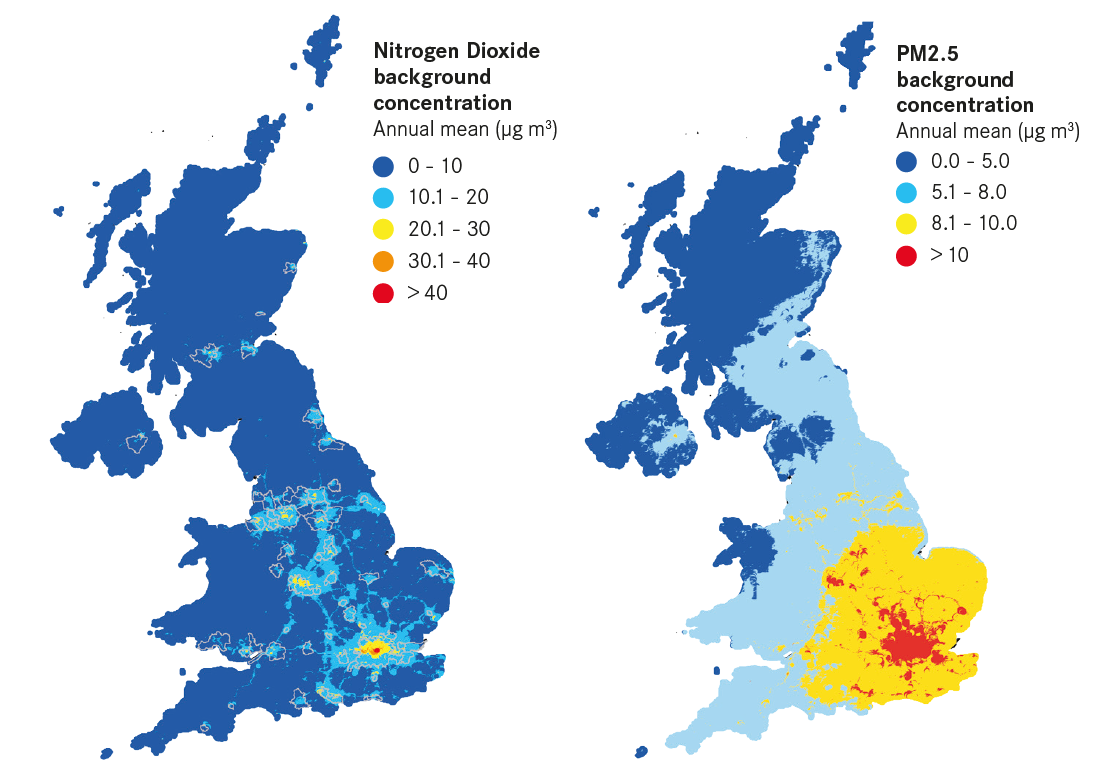 Nitrogen Dioxide
background
concentration
Annual mean (µg m³)
0 - 10
10.1 - 20
20.1 - 30
30.1 - 40
> 40
PM2.5
background
concentration
Annual mean (µg m³)
0.0 - 5.0
5.1 - 8.0
8.1 - 10.0
> 10